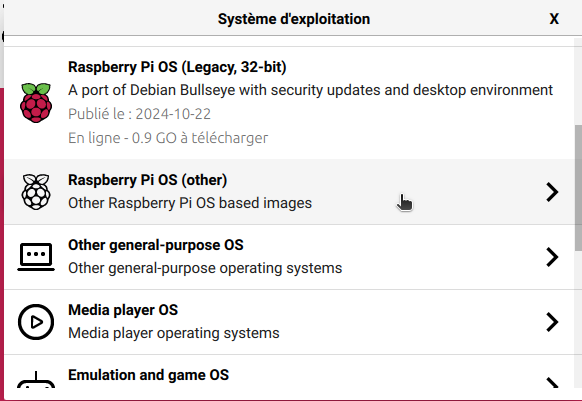 Système d'exploitation X
Raspberry Pi OS (Legacy, 32-bit)
A port of Debian Bullseye with security updates and desktop environment
Publié le : 2024-10-22
En ligne - 0.9 GO à télécharger
Raspberry Pi OS (other)
Other Raspberry Pi OS based images
Other general-purpose OS
Other general-purpose operating systems
Media player OS
Media player operating systems
Emulation and game OS